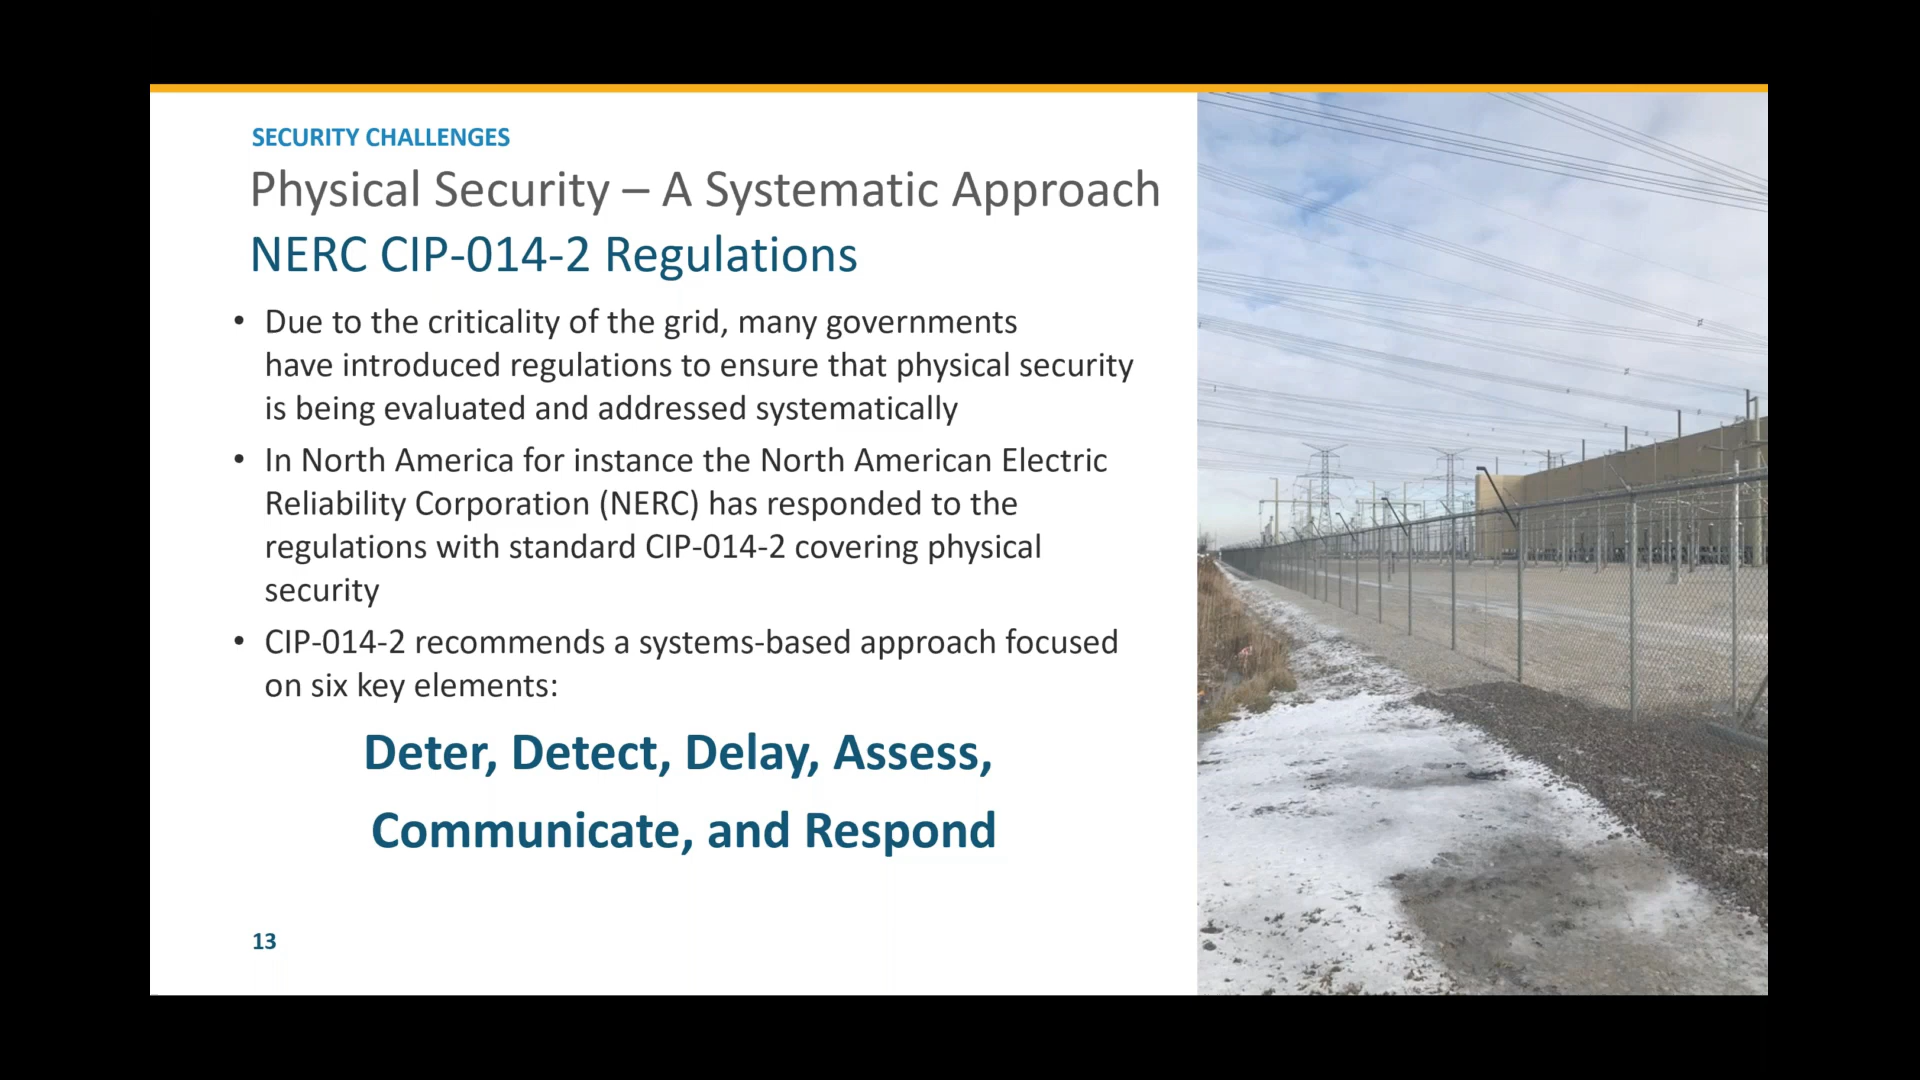 SECURITY CHALLENGES
Physical Security – A Systematic Approach
NERC CIP-014-2 Regulations
• Due to the criticality of the grid, many governments
have introduced regulations to ensure that physical security
is being evaluated and addressed systematically
• In North America for instance the North American Electric
Reliability Corporation (NERC) has responded to the
regulations with standard CIP-014-2 covering physical
security
• CIP-014-2 recommends a systems-based approach focused
on six key elements:
Deter, Detect, Delay, Assess,
Communicate, and Respond
13